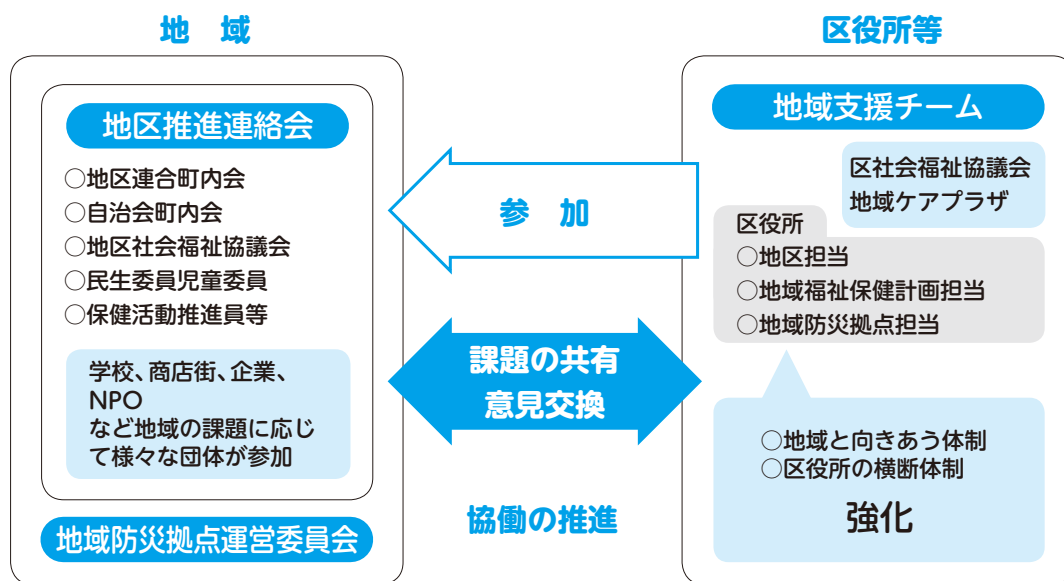 地　域
地区推進連絡会
○地区連合町内会
○自治会町内会
○地区社会福祉協議会
○民生委員児童委員
○保健活動推進員等
学校、商店街、企業、
NPO
など地域の課題に応じ
て様々な団体が参加
地域防災拠点運営委員会
参　加
課題の共有
意見交換
協働の推進
区役所等
地域支援チーム
区社会福祉協議会
地域ケアプラザ
区役所
○地区担当
○地域福祉保健計画担当
○地域防災拠点担当
○地域と向きあう体制
○区役所の横断体制
強化